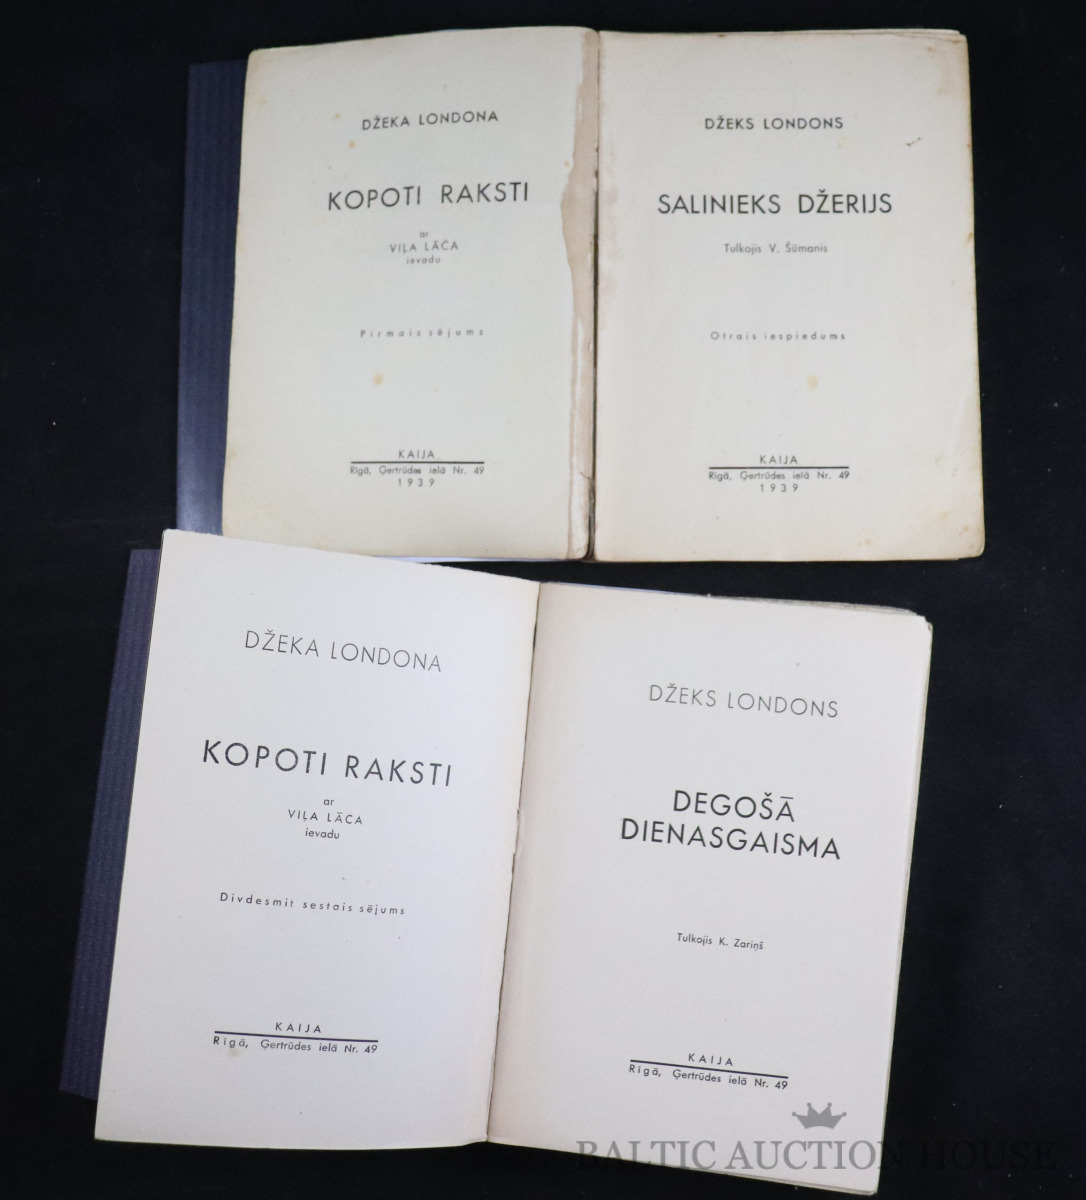 DŽEKA LONDONA
KOPOTI RAKSTI
ar
VIĻA LĀČA
ievadu
Pirmais sējums
KAIJA
Rīgā, Ģertrūdes ielā Nr. 49
1939
DŽEKS LONDONS
SALINIEKS DŽERIJS
Tulkojis V. Šūmanis
Otrais iespiedums
KAIJA
Rīgā, Ģertrūdes ielā Nr. 49
1939
DŽEKA LONDONA
KOPOTI RAKSTI
ar
VIĻA LĀCA
ievadu
Divdesmit sestais sējums
KAIJA
Rīgā, Ģertrūdes ielā Nr. 49
DŽEKS LONDONS
DEGOŠĀ
DIENASGAISMA
Tulkojis K. Zariņš
KAIJA
Rīgā, Ģertrūdes ielā Nr. 49
BALTIC AUCTION HOUSE